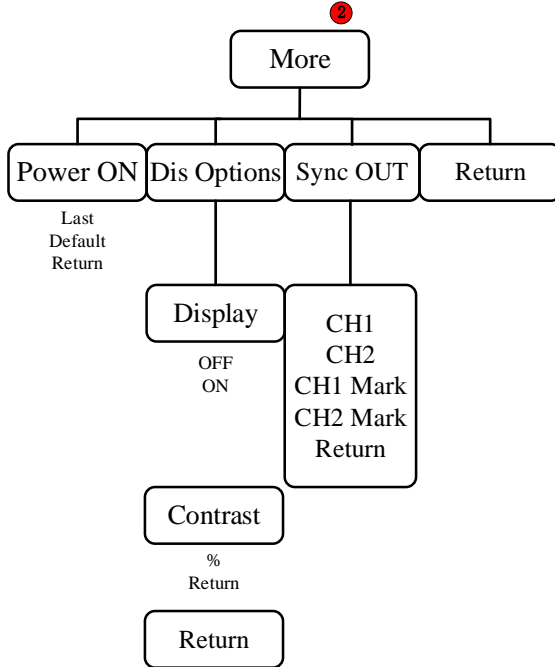 2
More
Power ON
Dis Options
Sync OUT
Return
Last
Default
Return
Display
OFF
ON
CH1
CH2
CH1 Mark
CH2 Mark
Return
Contrast
%
Return
Return